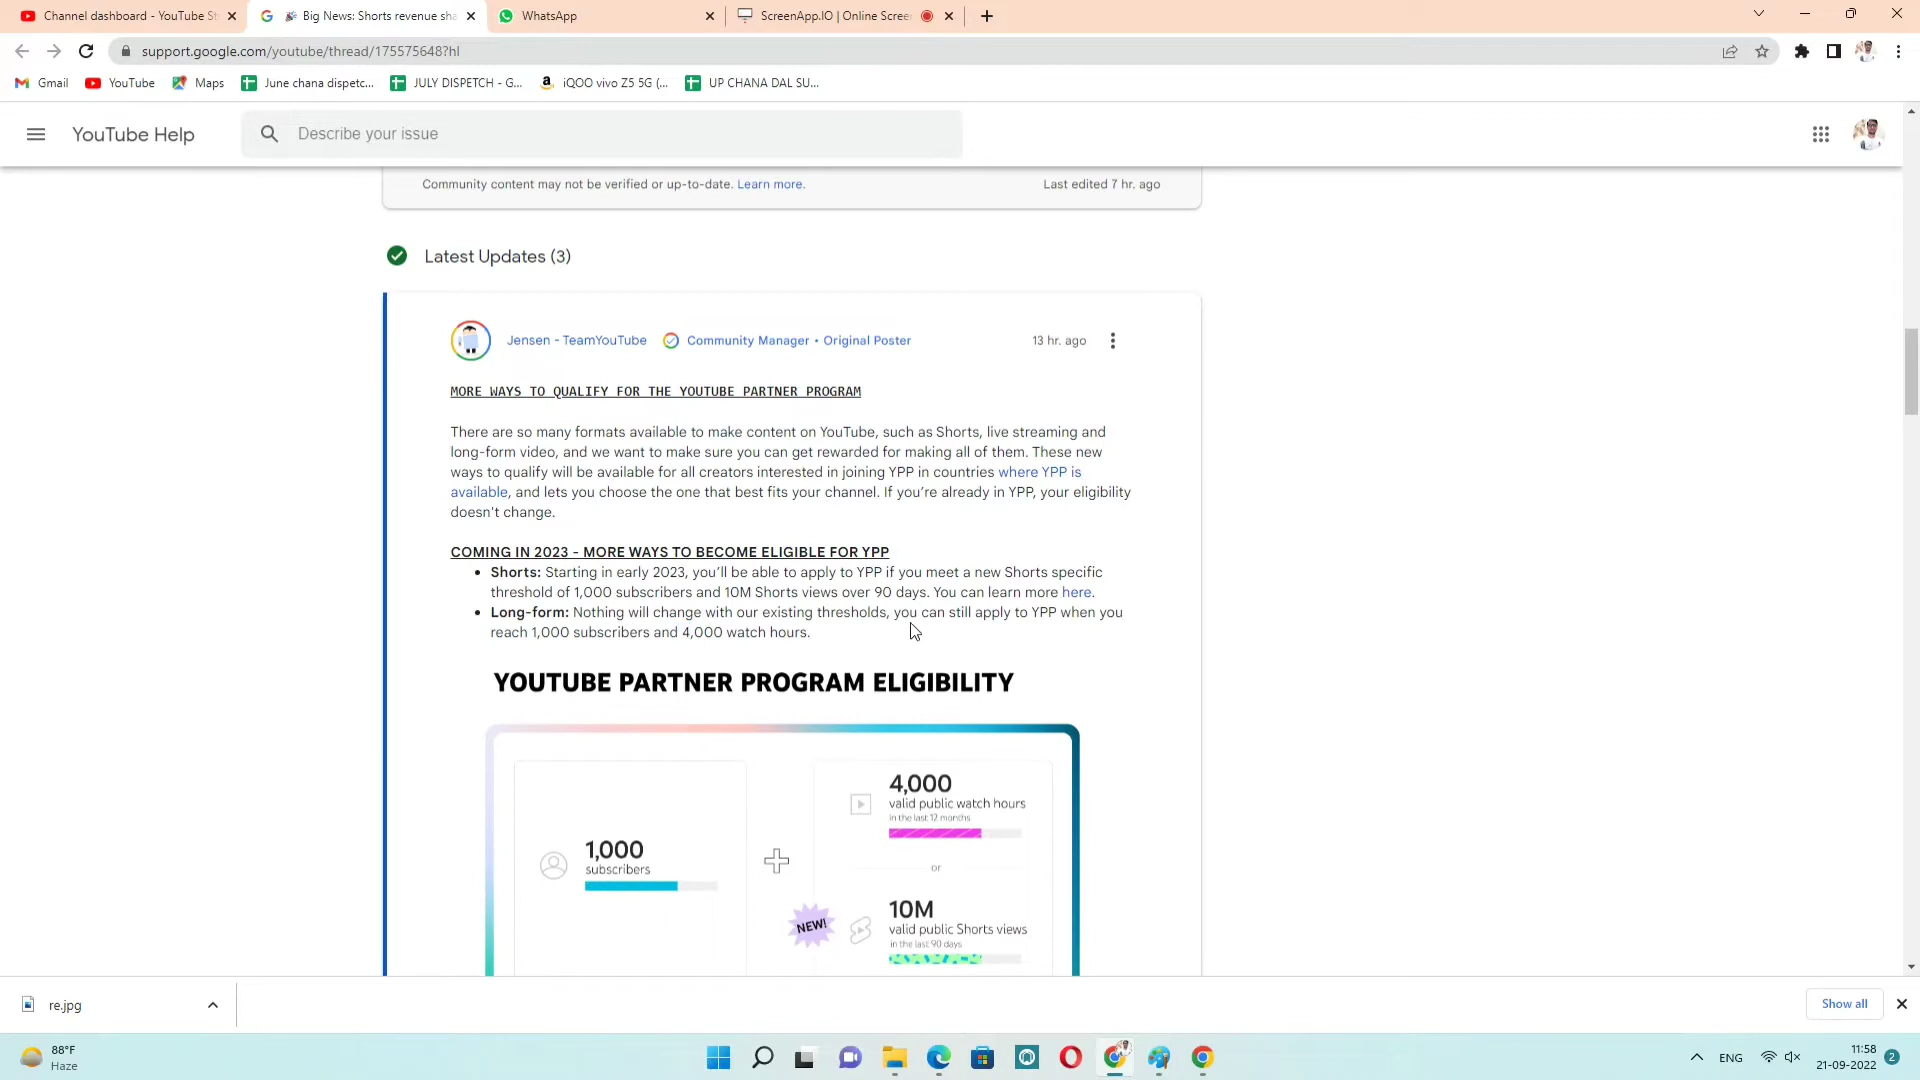 Channel dashboard - YouTube St
Big News: Shorts revenue sha
WhatsApp
ScreenApp.IO | Online Scree
support.google.com/youtube/thread/175575648?hl
Gmail
YouTube
Maps
June chana dispetc...
JULY DISPETCH - G...
iQOO vivo Z5 5G (...
UP CHANA DAL SU...
YouTube Help
Describe your issue
Community content may not be verified or up-to-date. Learn more.
Last edited 7 hr. ago
Latest Updates (3)
Jensen - TeamYouTube
Community Manager • Original Poster
13 hr. ago
MORE WAYS TO QUALIFY FOR THE YOUTUBE PARTNER PROGRAM
There are so many formats available to make content on YouTube, such as Shorts, live streaming and
long-form video, and we want to make sure you can get rewarded for making all of them. These new
ways to qualify will be available for all creators interested in joining YPP in countries where YPP is
available, and lets you choose the one that best fits your channel. If you're already in YPP, your eligibility
doesn't change.
COMING IN 2023 - MORE WAYS TO BECOME ELIGIBLE FOR YPP
• Shorts: Starting in early 2023, you'll be able to apply to YPP if you meet a new Shorts specific
threshold of 1,000 subscribers and 10M Shorts views over 90 days. You can learn more here.
• Long-form: Nothing will change with our existing thresholds, you can still apply to YPP when you
reach 1,000 subscribers and 4,000 watch hours.
YOUTUBE PARTNER PROGRAM ELIGIBILITY
1,000
subscribers
4,000
valid public watch hours
in the last 12 months
or
NEW!
10M
valid public Shorts views
in the last 90 days
re.jpg
Show all
88°F
Haze
ENG
11:58
21-09-2022
2